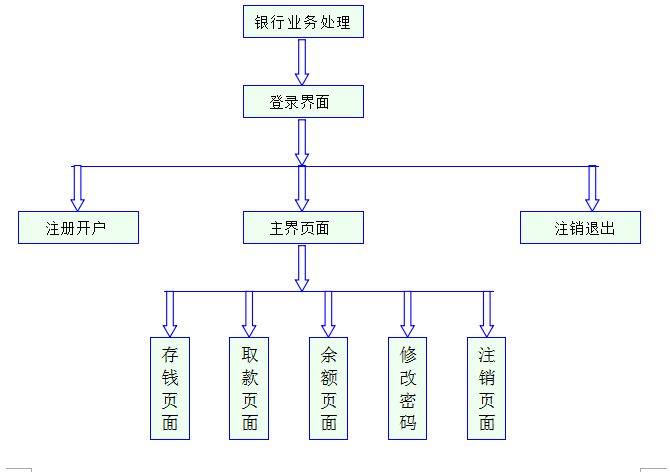 银行业务处理
登录界面
注册开户
主界页面
注销退出
存钱页面
取款页面
余额页面
修改密码
注销页面